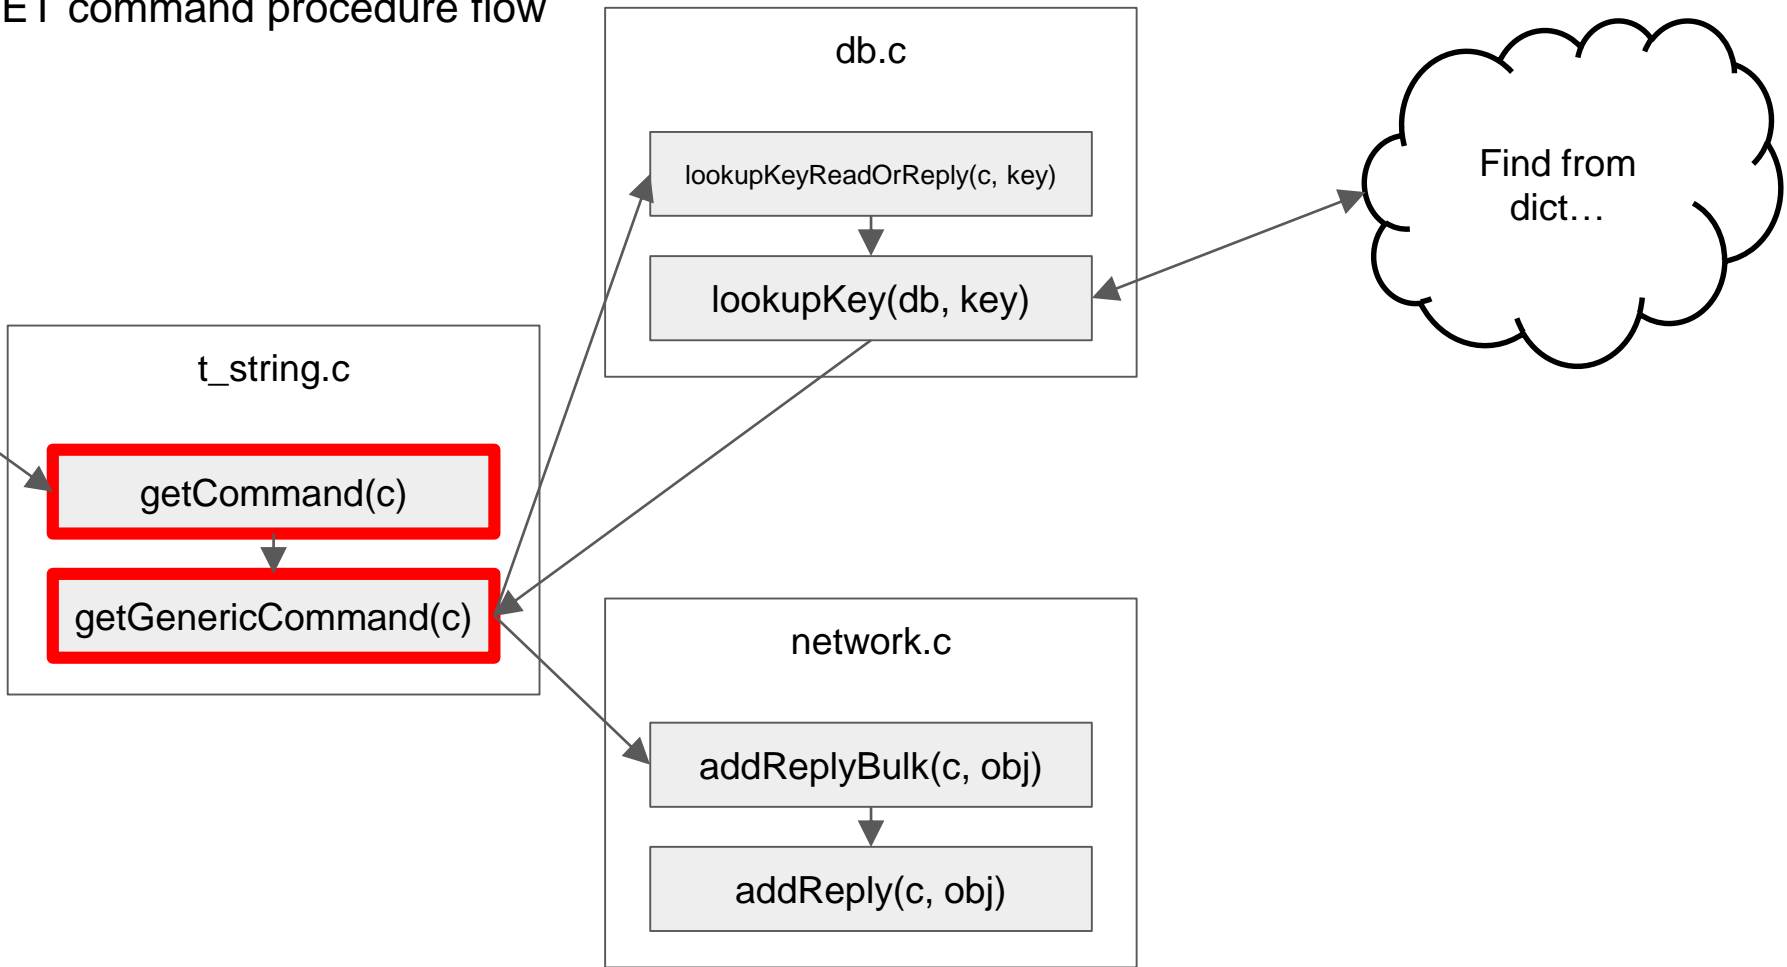 ET command procedure flow
db.c
lookupKeyReadOrReply(c, key)
lookupKey(db, key)
Find from
dict…
t_string.c
getCommand(c)
getGenericCommand(c)
network.c
addReplyBulk(c, obj)
addReply(c, obj)